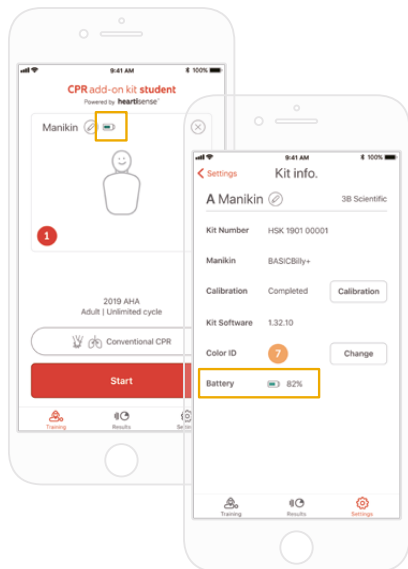 9:41 AM
100%
CPR add-on kit student
Powered by heartisense
Manikin
1
2019 AHA
Adult | Unlimited cycle
Conventional CPR
Start
Training
Results
9:41 AM
100%
Settings
Kit info.
A Manikin
3B Scientific
Kit Number
HSK 1901 00001
Manikin
BASICBilly+
Calibration
Completed
Calibration
Kit Software
1.32.10
Color ID
7
Change
Battery
82%
Training
Results
Settings